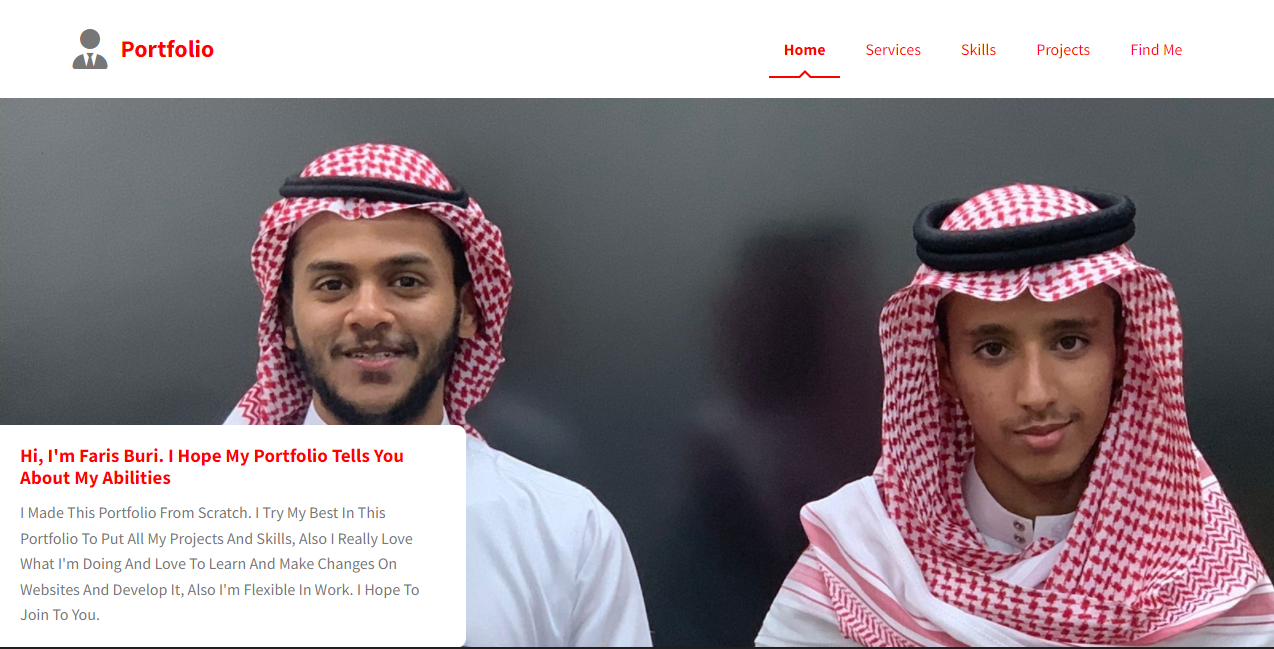 Portfolio
Home Services Skills Projects Find Me
Hi, I'm Faris Buri. I Hope My Portfolio Tells You
About My Abilities
I Made This Portfolio From Scratch. I Try My Best In This
Portfolio To Put All My Projects And Skills, Also I Really Love
What I'm Doing And Love To Learn And Make Changes On
Websites And Develop It, Also I'm Flexible In Work. I Hope To
Join To You.